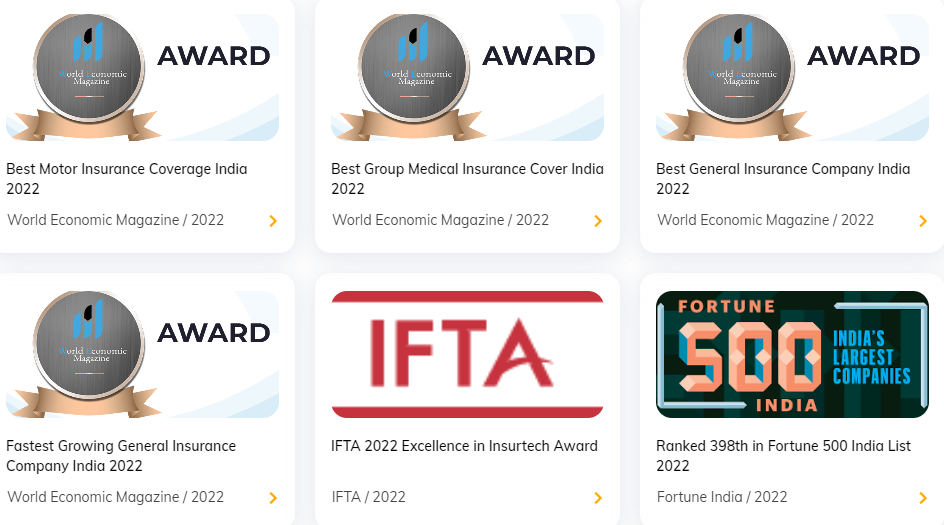 World Economic
Magazine
AWARD
Best Motor Insurance Coverage India
2022
World Economic Magazine / 2022
World Economic
Magazine
AWARD
Best Group Medical Insurance Cover India
2022
World Economic Magazine / 2022
World Economic
Magazine
AWARD
Best General Insurance Company India
2022
World Economic Magazine / 2022
World Economic
Magazine
AWARD
Fastest Growing General Insurance
Company India 2022
World Economic Magazine / 2022
IFTA
IFTA 2022 Excellence in Insurtech Award
IFTA / 2022
FORTUNE
500
INDIA'S
LARGEST
COMPANIES
INDIA
Ranked 398th in Fortune 500 India List
2022
Fortune India / 2022